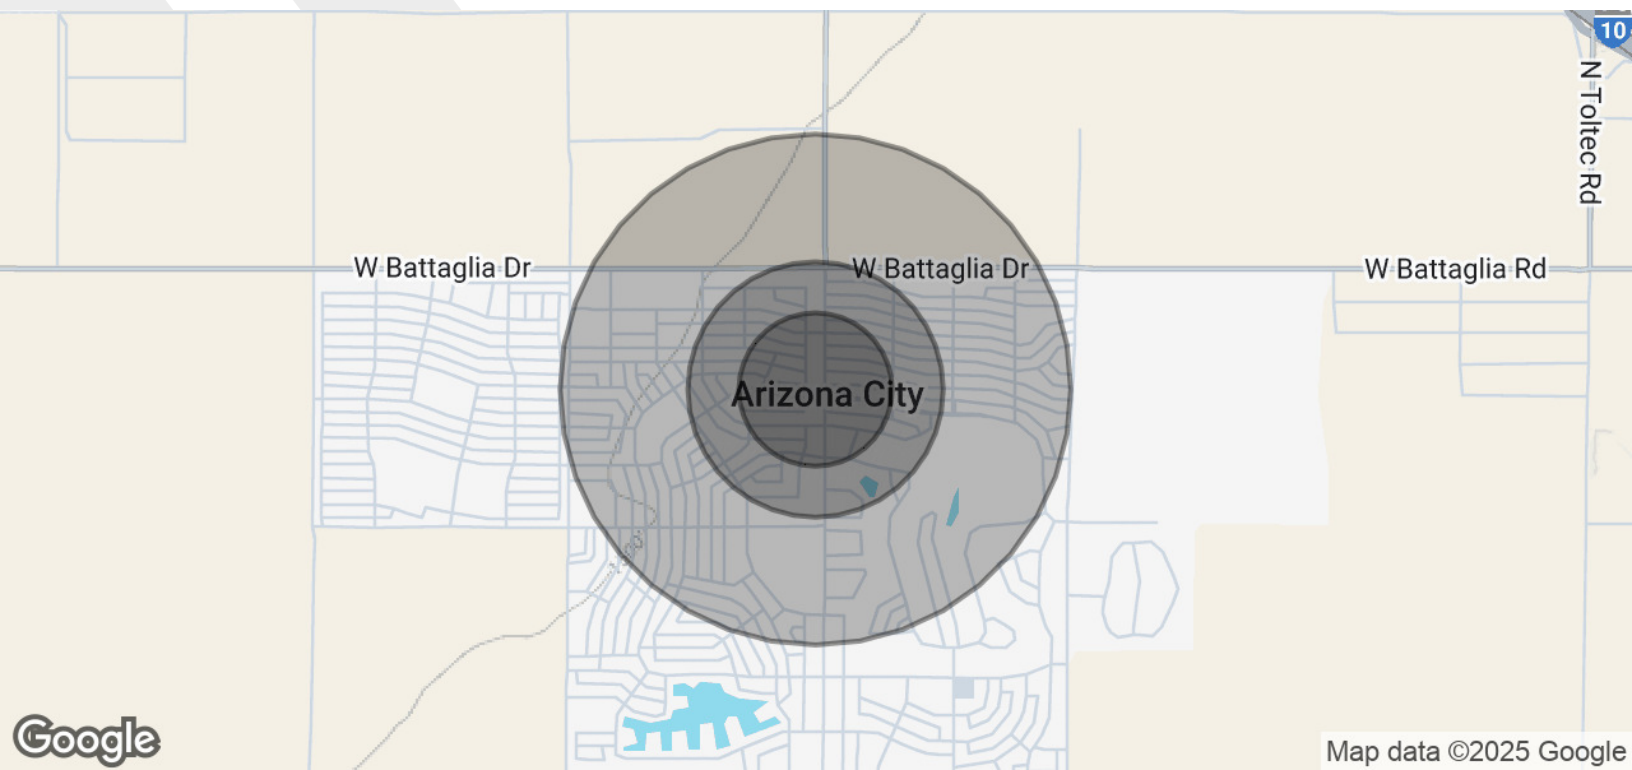 10
N Toltec Rd
W Battaglia Dr
W Battaglia Dr
W Battaglia Rd
Arizona City
Google
Map data ©2025 Google